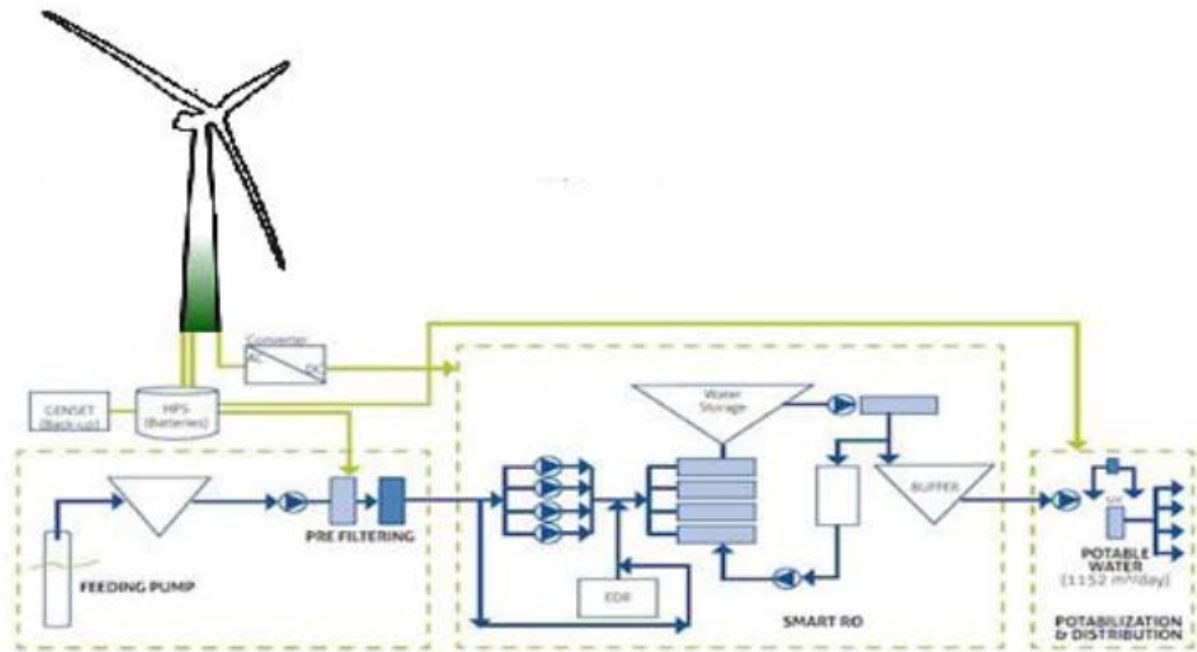 Converter
AC
DC
GENSET
(Back-up)
HPS
(Batteries)
Water
Storage
BUFFER
PRE FILTERING
FEEDING PUMP
EDR
SMART RO
UV
POTABLE
WATER
(1152 m³/day)
POTABILIZATION
& DISTRIBUTION